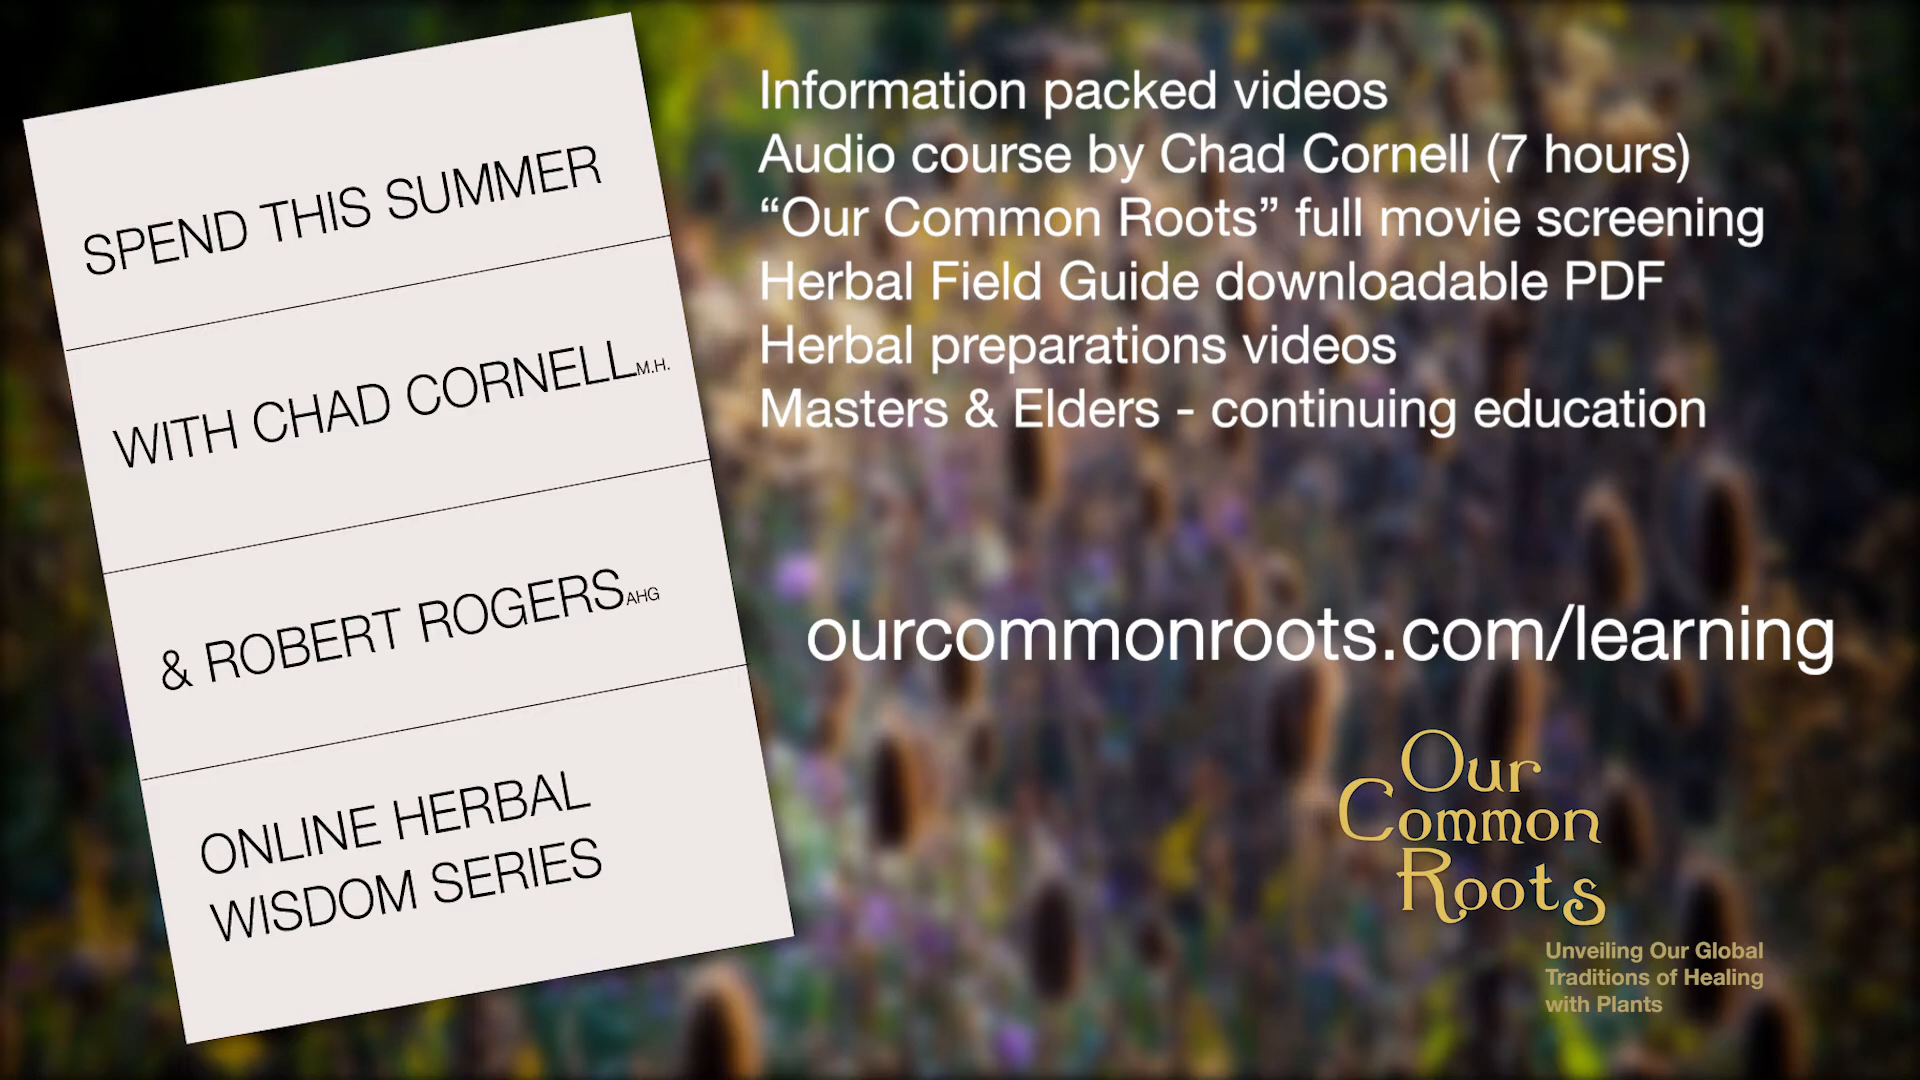 SPEND THIS SUMMER
WITH CHAD CORNELL M.H.
& ROBERT ROGERS AHG
ONLINE HERBAL
WISDOM SERIES
Information packed videos
Audio course by Chad Cornell (7 hours)
“Our Common Roots” full movie screening
Herbal Field Guide downloadable PDF
Herbal preparations videos
Masters & Elders - continuing education
ourcommonroots.com/learning
Our
Common
Roots
Unveiling Our Global
Traditions of Healing
with Plants